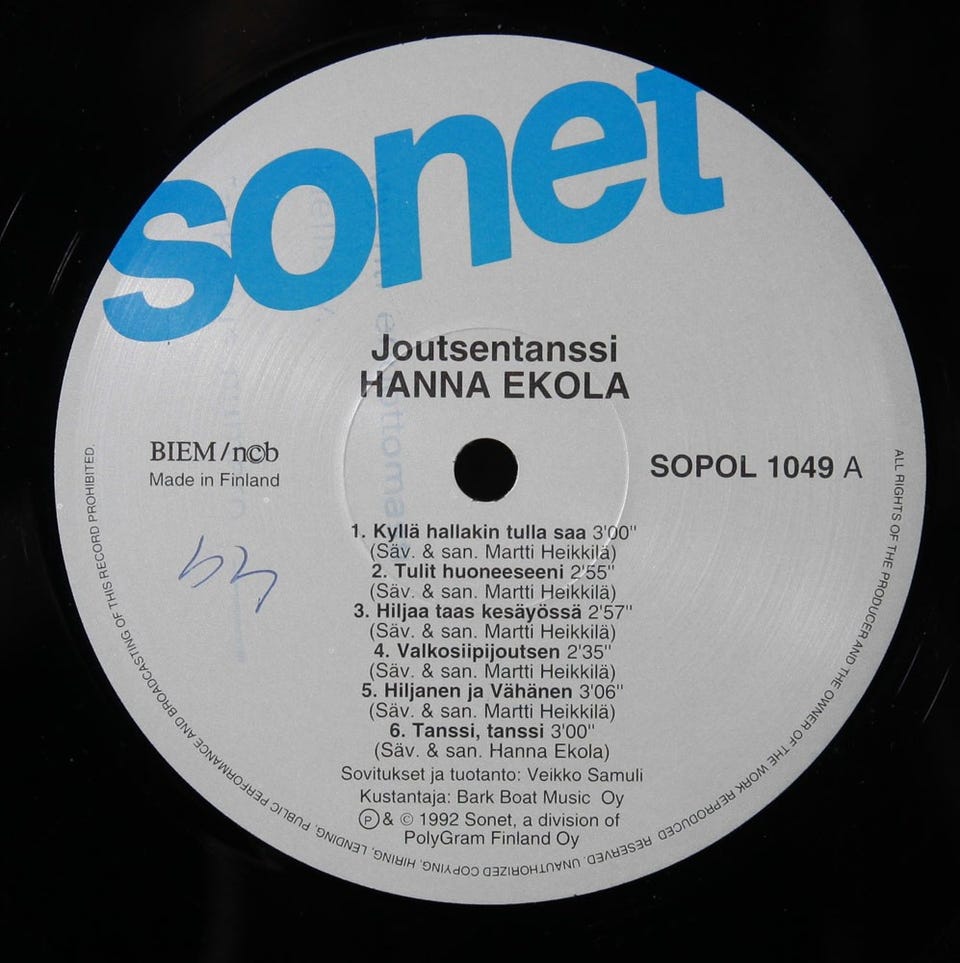 sonet
Joutsentanssi
HANNA EKOLA
BIEM/n©b
Made in Finland
SOPOL 1049 A
1. Kyllä hallakin tulla saa 3'00"
(Säv. & san. Martti Heikkilä)
2. Tulit huoneeseeni 2'55"
(Säv. & san. Martti Heikkilä)
3. Hiljaa taas kesäyössä 2'57"
(Säv. & san. Martti Heikkilä)
4. Valkosiipijoutsen 2'35"
(Säv. & san. Martti Heikkilä)
5. Hiljanen ja Vähänen 3'06"
(Säv. & san. Martti Heikkilä)
6. Tanssi, tanssi 3'00"
(Säv. & san. Hanna Ekola)
Sovitukset ja tuotanto: Veikko Samuli
Kustantaja: Bark Boat Music Oy
℗ & © 1992 Sonet, a division of
PolyGram Finland Oy
ALL RIGHTS OF THE PRODUCER AND THE OWNER OF THE WORK REPRODUCED RESERVED. UNAUTHORIZED COPYING, HIRING, LENDING, PUBLIC PERFORMANCE AND BROADCASTING OF THIS RECORD PROHIBITED.